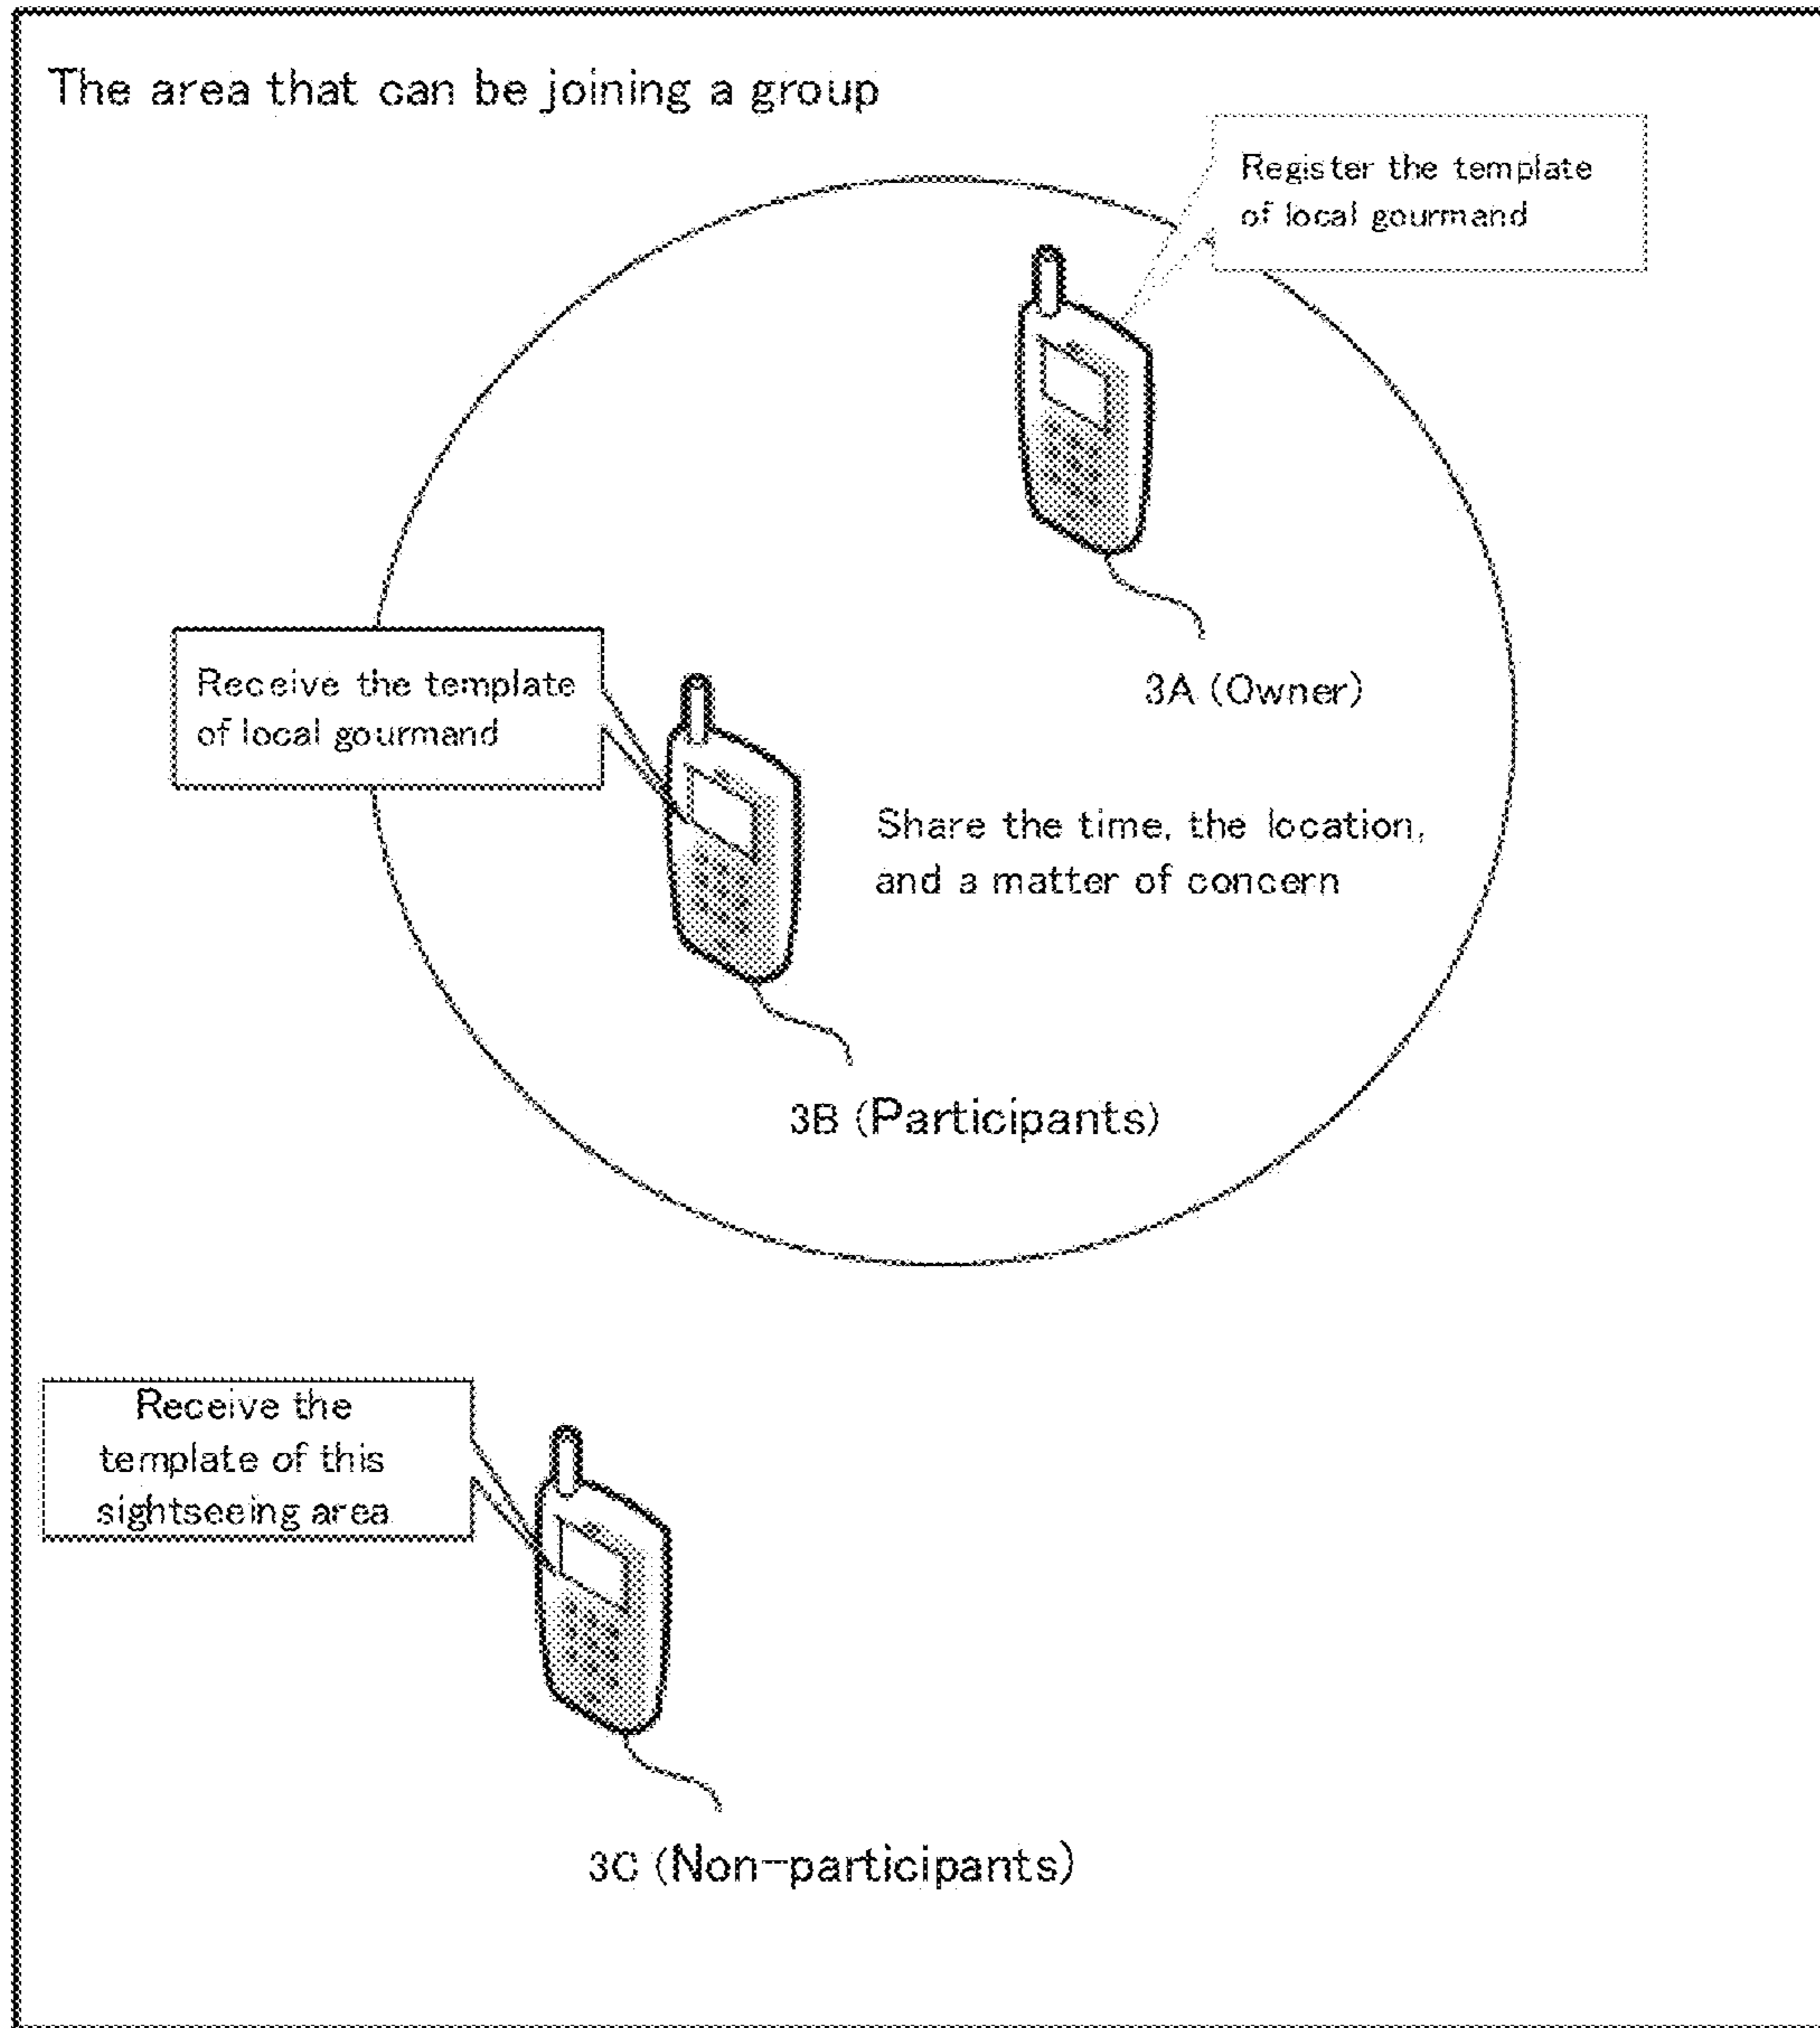 The area that can be joining a group
Register the template
of local gourmand
3A (Owner)
Receive the template
of local gourmand
Share the time, the location,
and a matter of concern
3B (Participants)
Receive the
template of this
sightseeing area
3C (Non-participants)